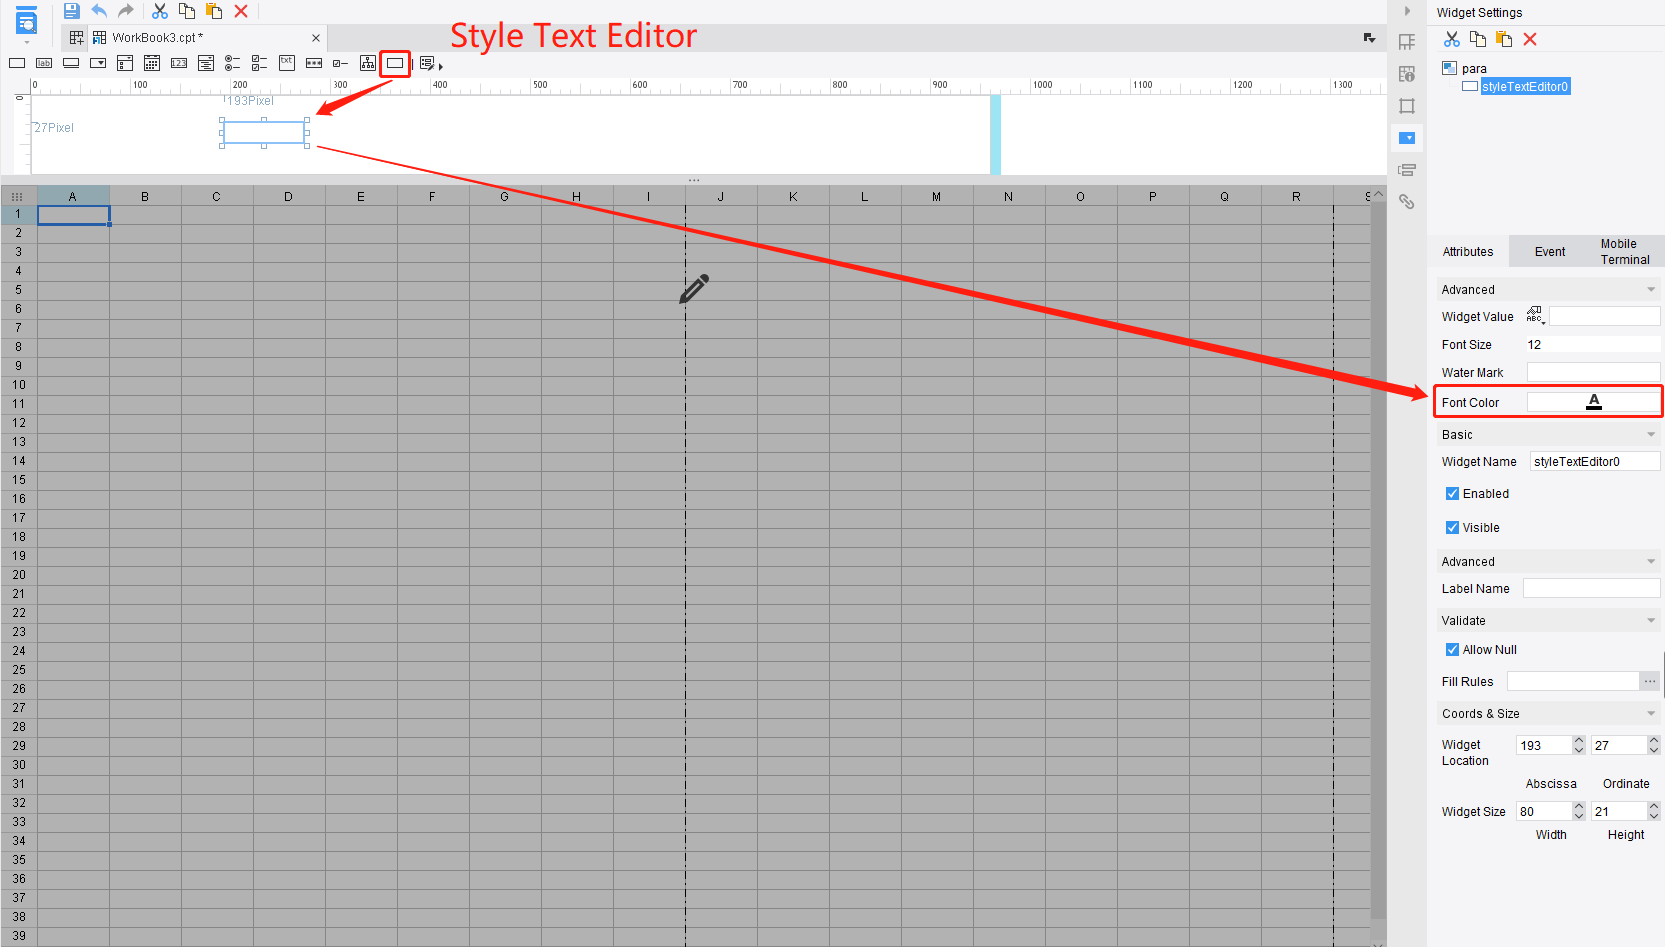 Widget Settings
WorkBook3.cpt *
Style Text Editor
lab
123
txt
para
styleTextEditor0
0 100 200 300 400 500 600 700 800 900 1000 1100 1200 1300
0
193Pixel
27Pixel
A B C D E F G H I J K L M N O P Q R S
1
2
3
4
5
6
7
8
9
10
11
12
13
14
15
16
17
18
19
20
21
22
23
24
25
26
27
28
29
30
31
32
33
34
35
36
37
38
39
Attributes Event Mobile Terminal
Advanced
Widget Value ABC
Font Size 12
Water Mark
Font Color A
Basic
Widget Name styleTextEditor0
Enabled
Visible
Advanced
Label Name
Validate
Allow Null
Fill Rules ...
Coords & Size
Widget Location 193 27
Abscissa Ordinate
Widget Size 80 21
Width Height